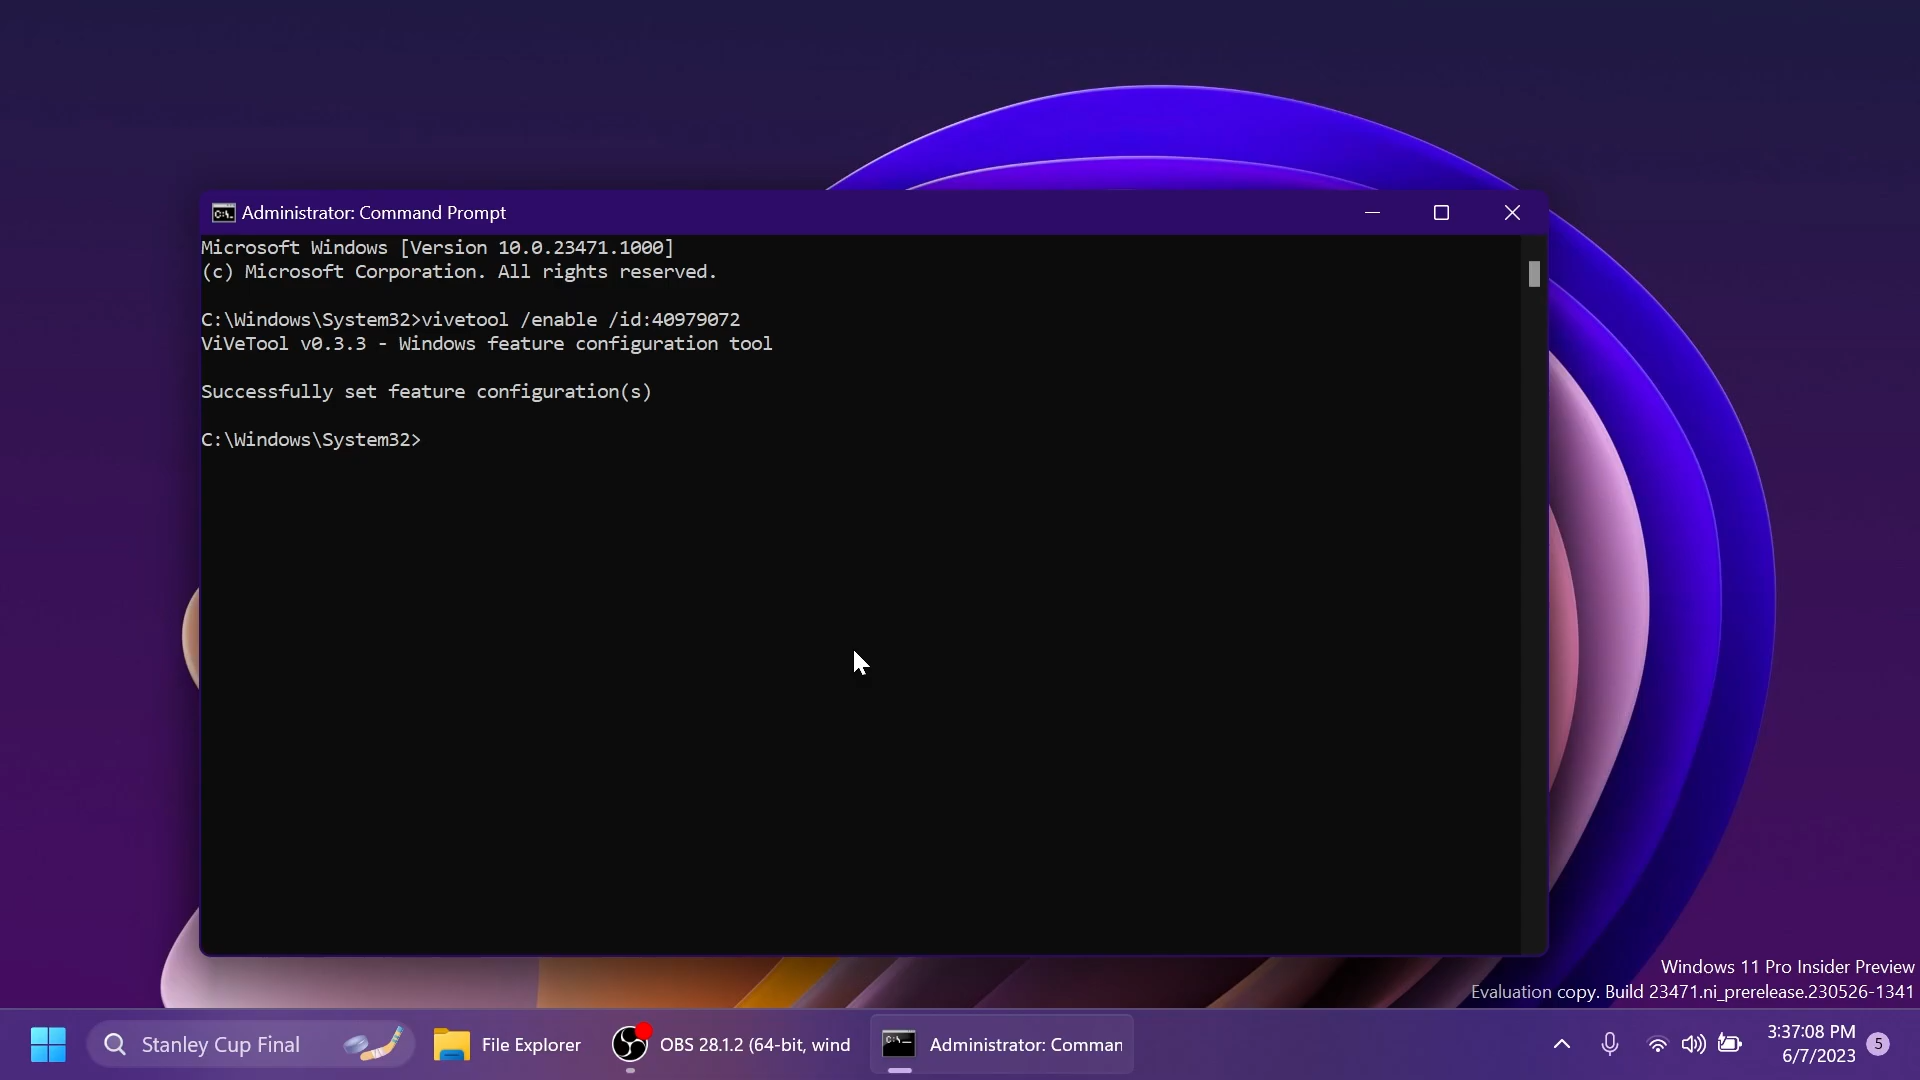 Administrator: Command Prompt
Microsoft Windows [Version 10.0.23471.1000]
(c) Microsoft Corporation. All rights reserved.
C:\Windows\System32>vivetool /enable /id:40979072
ViVeTool v0.3.3 - Windows feature configuration tool
Successfully set feature configuration(s)
C:\Windows\System32>
Windows 11 Pro Insider Preview
Evaluation copy. Build 23471.ni_prerelease.230526-1341
Stanley Cup Final
File Explorer
OBS 28.1.2 (64-bit, wind
Administrator: Comman
3:37:08 PM
6/7/2023
5